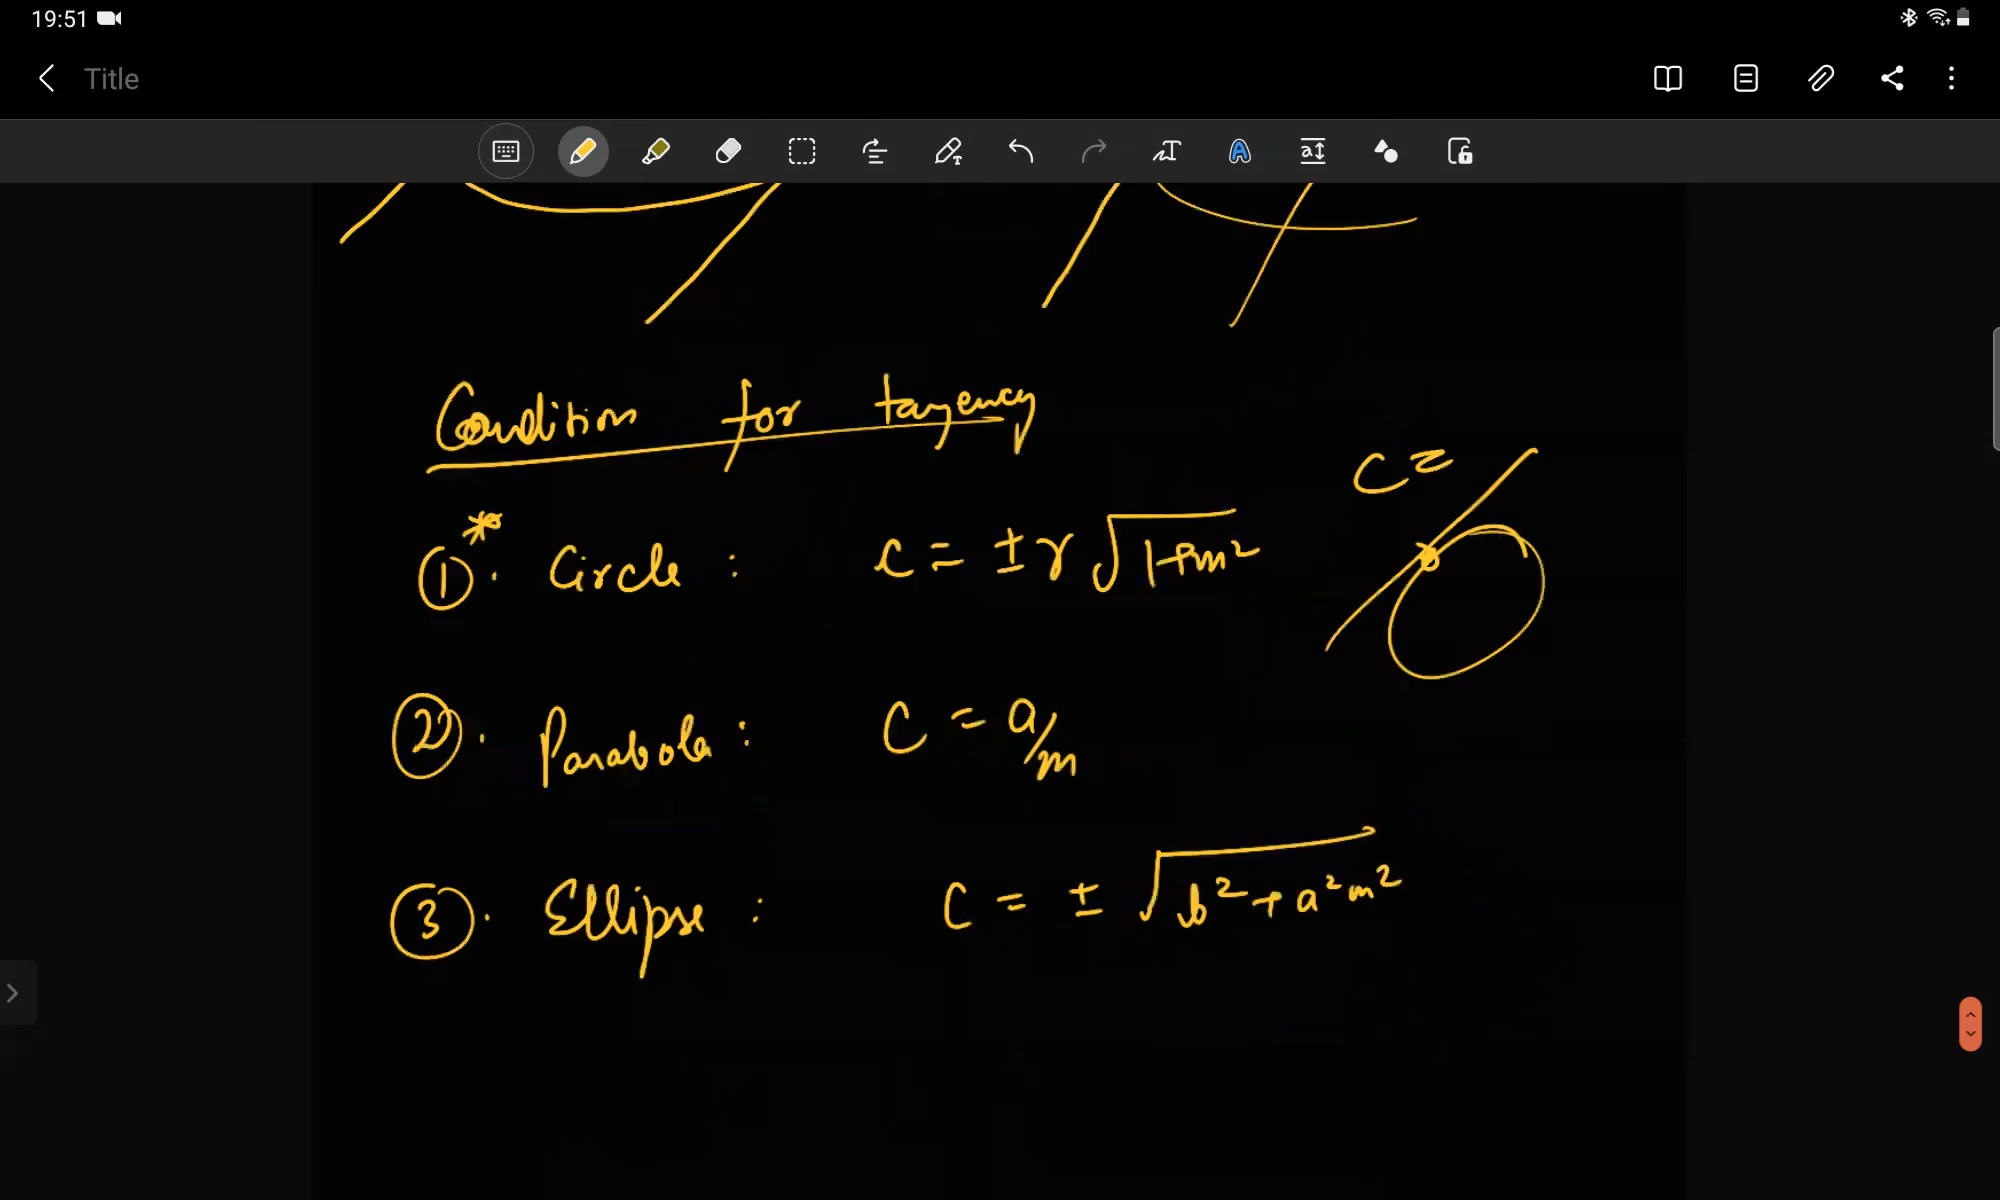 19:51
Title
Condition for tangency
C =
① * . Circle : c = ± r √1+m²
② . Parabola : C = a/m
③ . Ellipse : C = ± √b² + a²m²